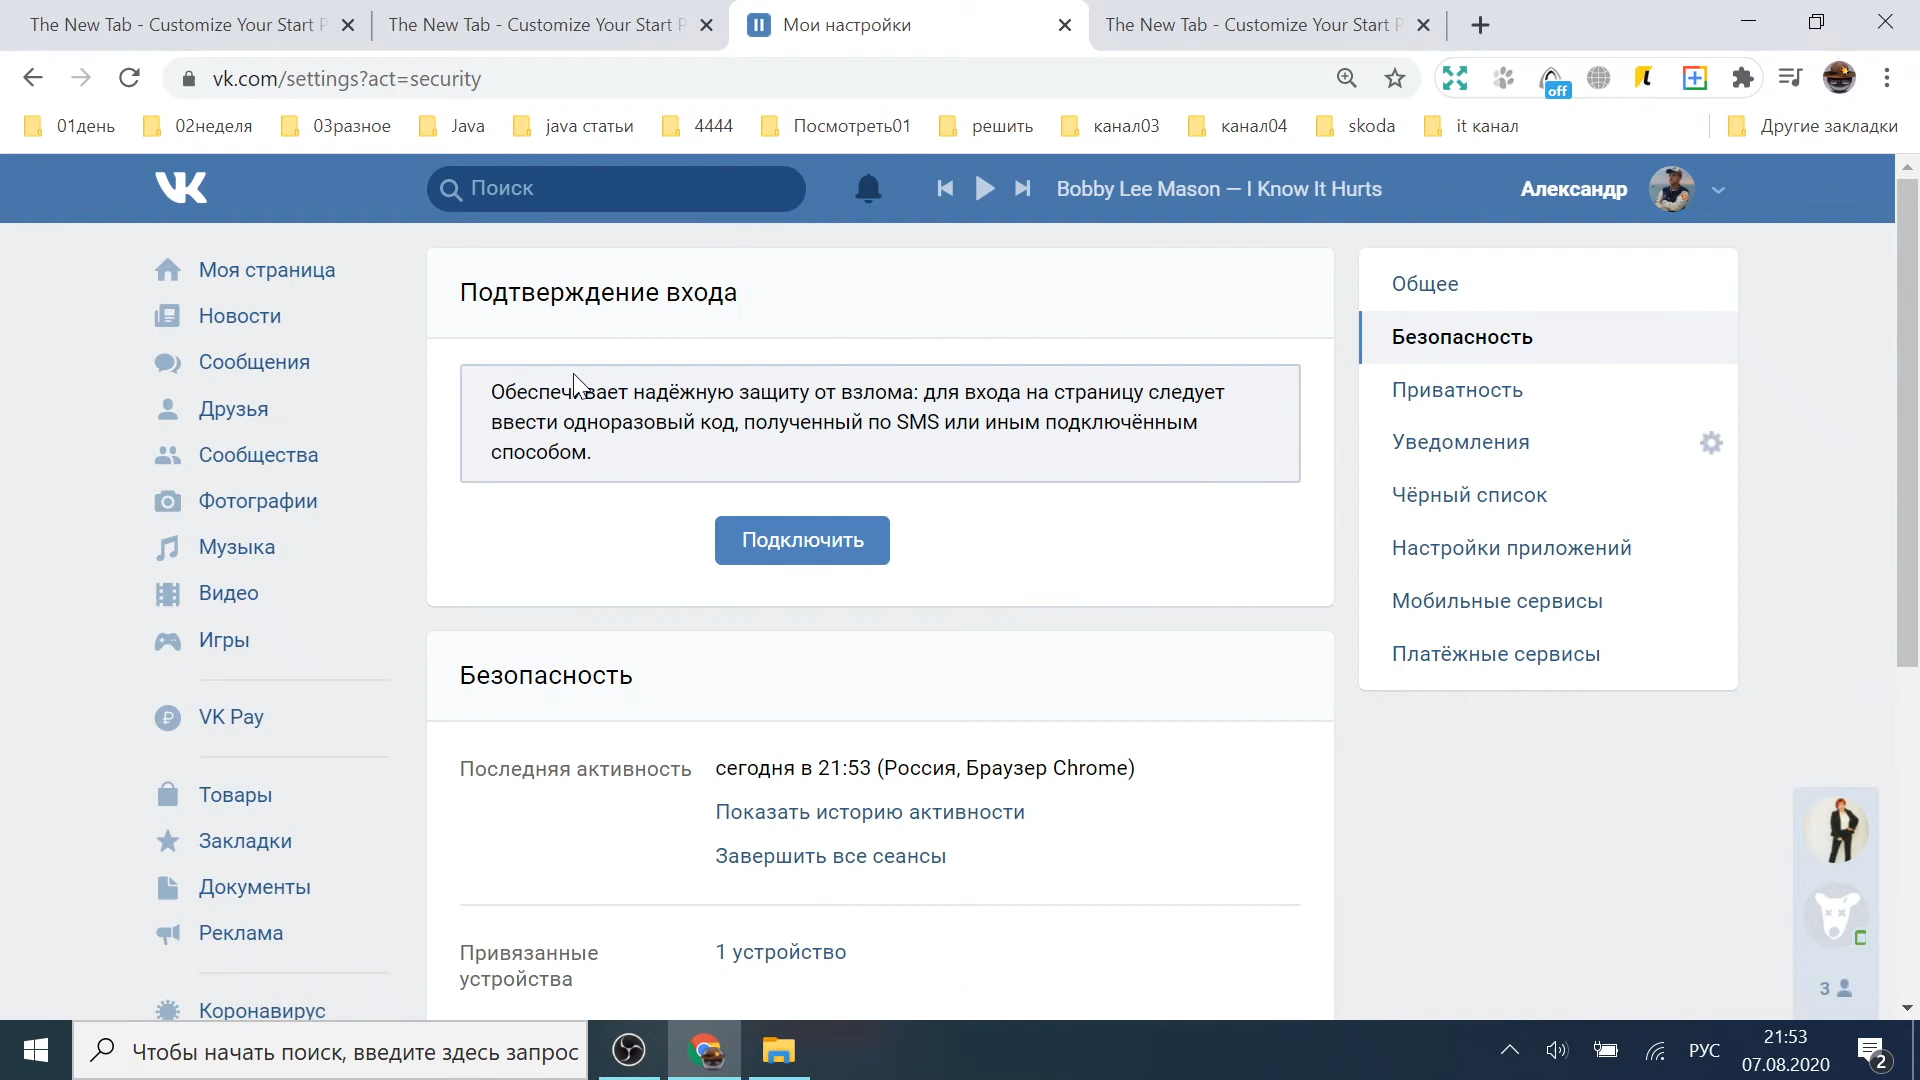 The New Tab - Customize Your Start P
The New Tab - Customize Your Start P
Мои настройки
The New Tab - Customize Your Start P
vk.com/settings?act=security
off
01день
02неделя
03разное
Java
java статьи
4444
Посмотреть01
решить
канал03
канал04
skoda
it канал
Другие закладки
Поиск
Bobby Lee Mason – I Know It Hurts
Александр
Моя страница
Новости
Сообщения
Друзья
Сообщества
Фотографии
Музыка
Видео
Игры
VK Pay
Товары
Закладки
Документы
Реклама
Коронавирус
Подтверждение входа
Обеспечивает надёжную защиту от взлома: для входа на страницу следует
ввести одноразовый код, полученный по SMS или иным подключённым
способом.
Подключить
Безопасность
Последняя активность
сегодня в 21:53 (Россия, Браузер Chrome)
Показать историю активности
Завершить все сеансы
Привязанные
устройства
1 устройство
Общее
Безопасность
Приватность
Уведомления
Чёрный список
Настройки приложений
Мобильные сервисы
Платёжные сервисы
3
Чтобы начать поиск, введите здесь запрос
РУС
21:53
07.08.2020
2